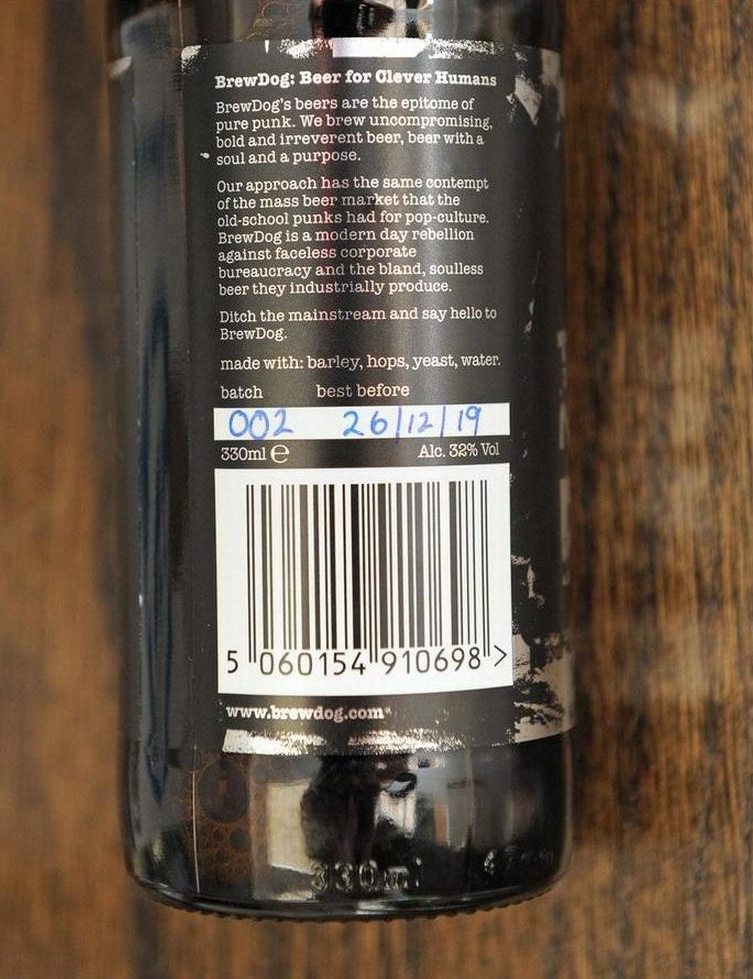 BrewDog: Beer for Clever Humans
BrewDog's beers are the epitome of
pure punk. We brew uncompromising,
bold and irreverent beer, beer with a
soul and a purpose.
Our approach has the same contempt
of the mass beer market that the
old-school punks had for pop-culture.
BrewDog is a modern day rebellion
against faceless corporate
bureaucracy and the bland, soulless
beer they industrially produce.
Ditch the mainstream and say hello to
BrewDog.
made with: barley, hops, yeast, water.
batch best before
002 26/12/19
330ml e Alc. 32% Vol
5 060154 910698 >
www.brewdog.com
330ml